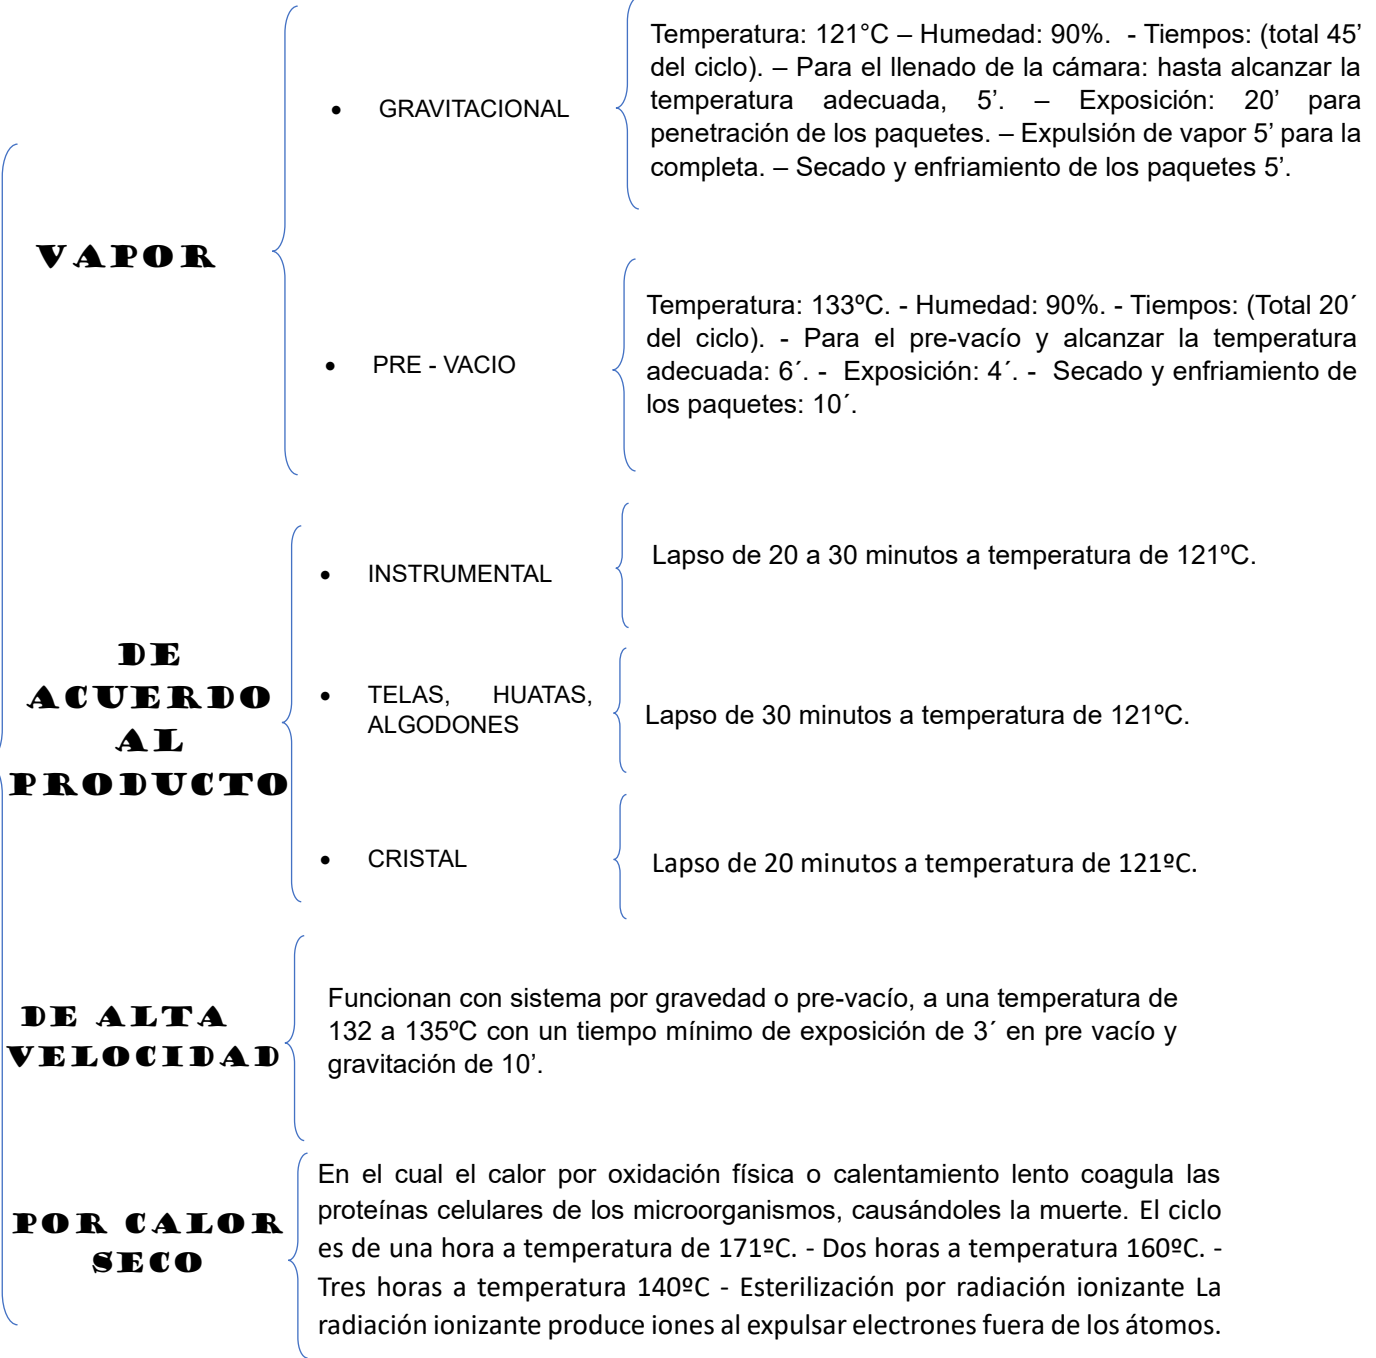 Temperatura: 121°C – Humedad: 90%. - Tiempos: (total 45’
del ciclo). – Para el llenado de la cámara: hasta alcanzar la
temperatura adecuada, 5’. – Exposición: 20’ para
penetración de los paquetes. – Expulsión de vapor 5’ para la
completa. – Secado y enfriamiento de los paquetes 5’.
• GRAVITACIONAL
VAPOR
Temperatura: 133ºC. - Humedad: 90%. - Tiempos: (Total 20´
del ciclo). - Para el pre-vacío y alcanzar la temperatura
adecuada: 6´. - Exposición: 4´. - Secado y enfriamiento de
los paquetes: 10´.
• PRE - VACIO
• INSTRUMENTAL
Lapso de 20 a 30 minutos a temperatura de 121ºC.
DE
ACUERDO
AL
PRODUCTO
• TELAS, HUATAS,
ALGODONES
Lapso de 30 minutos a temperatura de 121ºC.
• CRISTAL
Lapso de 20 minutos a temperatura de 121ºC.
DE ALTA
VELOCIDAD
Funcionan con sistema por gravedad o pre-vacío, a una temperatura de
132 a 135ºC con un tiempo mínimo de exposición de 3´ en pre vacío y
gravitación de 10’.
POR CALOR
SECO
En el cual el calor por oxidación física o calentamiento lento coagula las
proteínas celulares de los microorganismos, causándoles la muerte. El ciclo
es de una hora a temperatura de 171ºC. - Dos horas a temperatura 160ºC. -
Tres horas a temperatura 140ºC - Esterilización por radiación ionizante La
radiación ionizante produce iones al expulsar electrones fuera de los átomos.